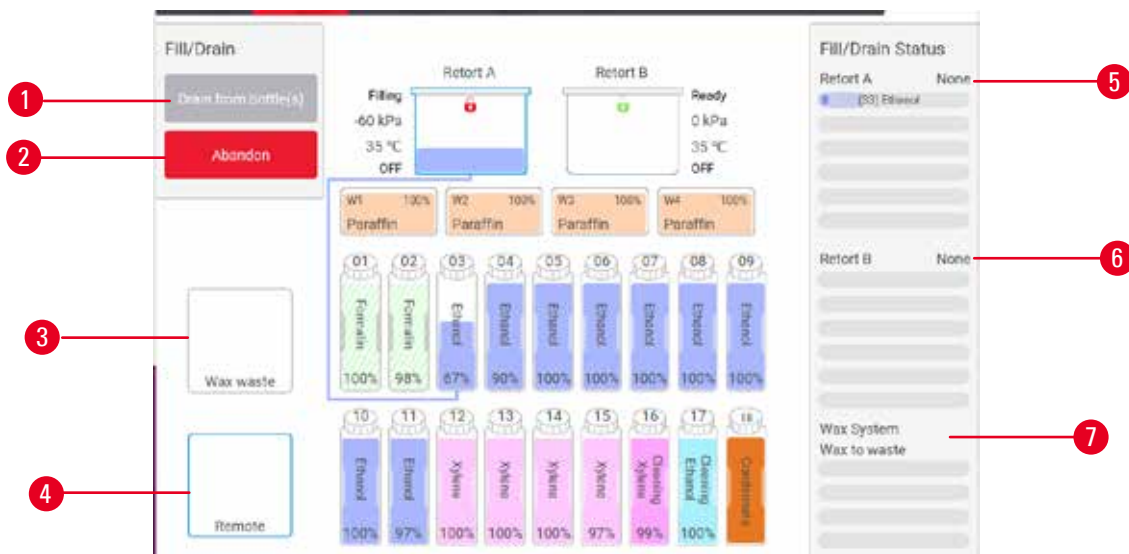 Fill/Drain
Drain from bottle(s)
Abandon
1
2
3
4
Wax waste
Remote
Retort A
Filling
-60 kPa
35 °C
OFF
Retort B
Ready
0 kPa
35 °C
OFF
W1 100%
Paraffin
W2 100%
Paraffin
W3 100%
Paraffin
W4 100%
Paraffin
01 02 03 04 05 06 07 08 09
Formalin Formalin Ethanol Ethanol Ethanol Ethanol Ethanol Ethanol Ethanol
100% 98% 67% 90% 100% 100% 100% 100% 100%
10 11 12 13 14 15 16 17 18
Ethanol Ethanol Xylene Xylene Xylene Xylene Cleaning Xylene Cleaning Ethanol Condensate
100% 97% 100% 100% 100% 97% 99% 100%
Fill/Drain Status
Retort A None
(S3) Ethanol
Retort B None
Wax System
Wax to waste
5
6
7